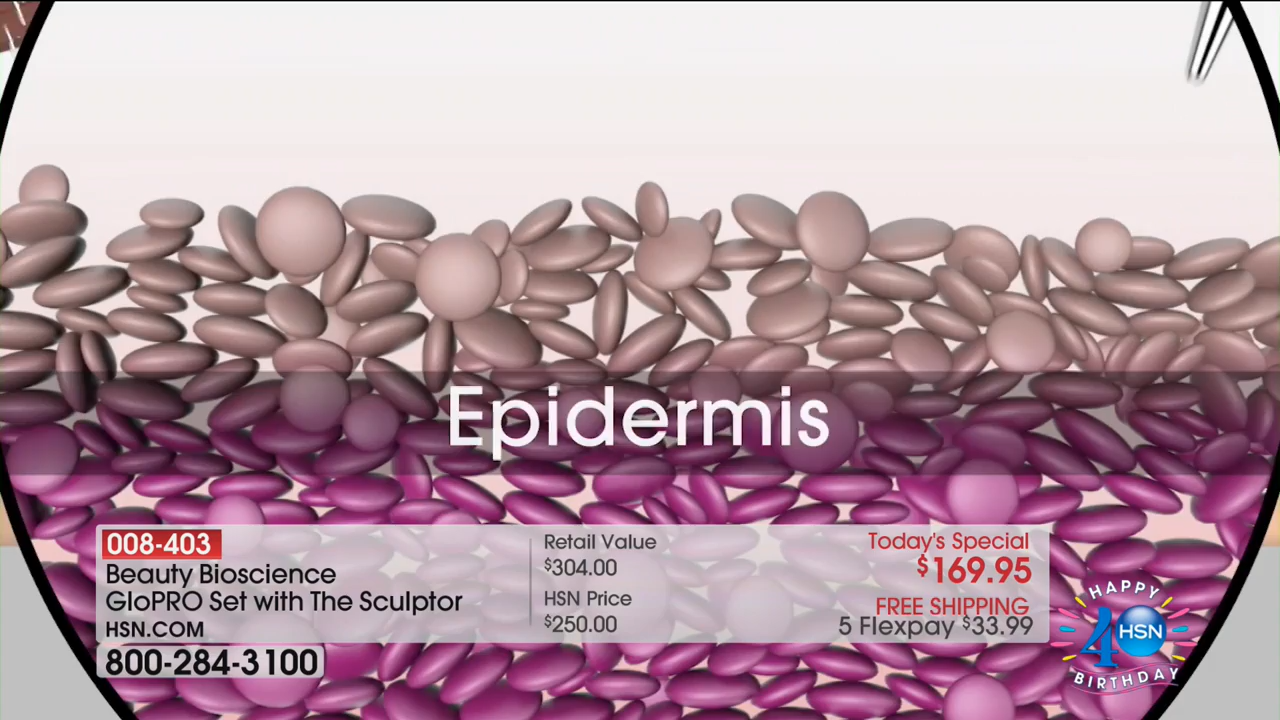 Epidermis
008-403
Beauty Bioscience
GloPRO Set with The Sculptor
HSN.COM
800-284-3100
Retail Value
$304.00
HSN Price
$250.00
Today's Special
$169.95
FREE SHIPPING
5 Flexpay $33.99
HAPPY
40 HSN
BIRTHDAY